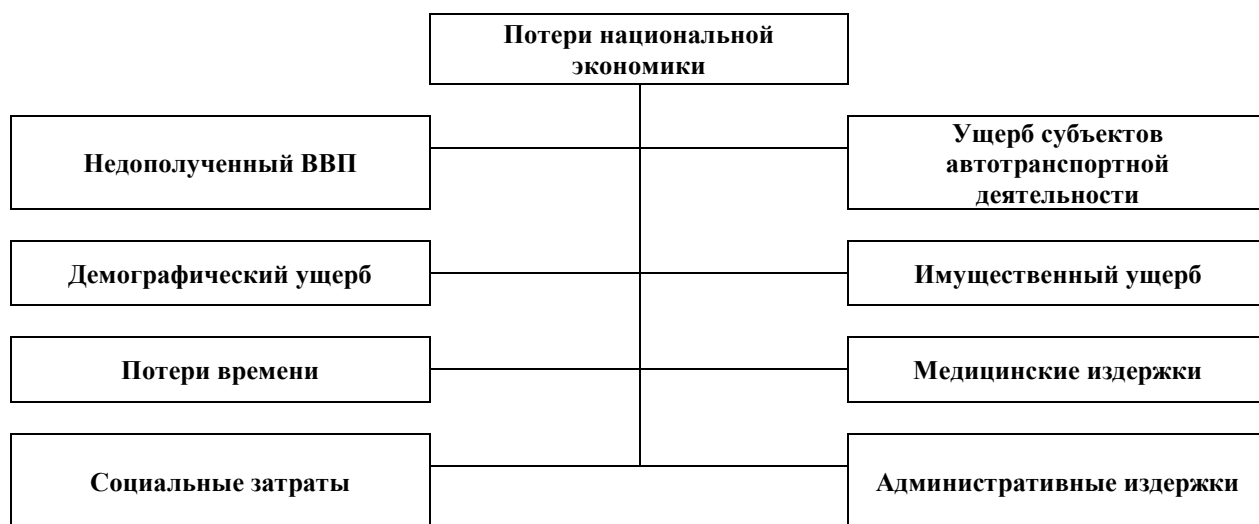 Потери национальной
экономики
Недополученный ВВП
Ущерб субъектов
автотранспортной
деятельности
Демографический ущерб
Имущественный ущерб
Потери времени
Медицинские издержки
Социальные затраты
Административные издержки